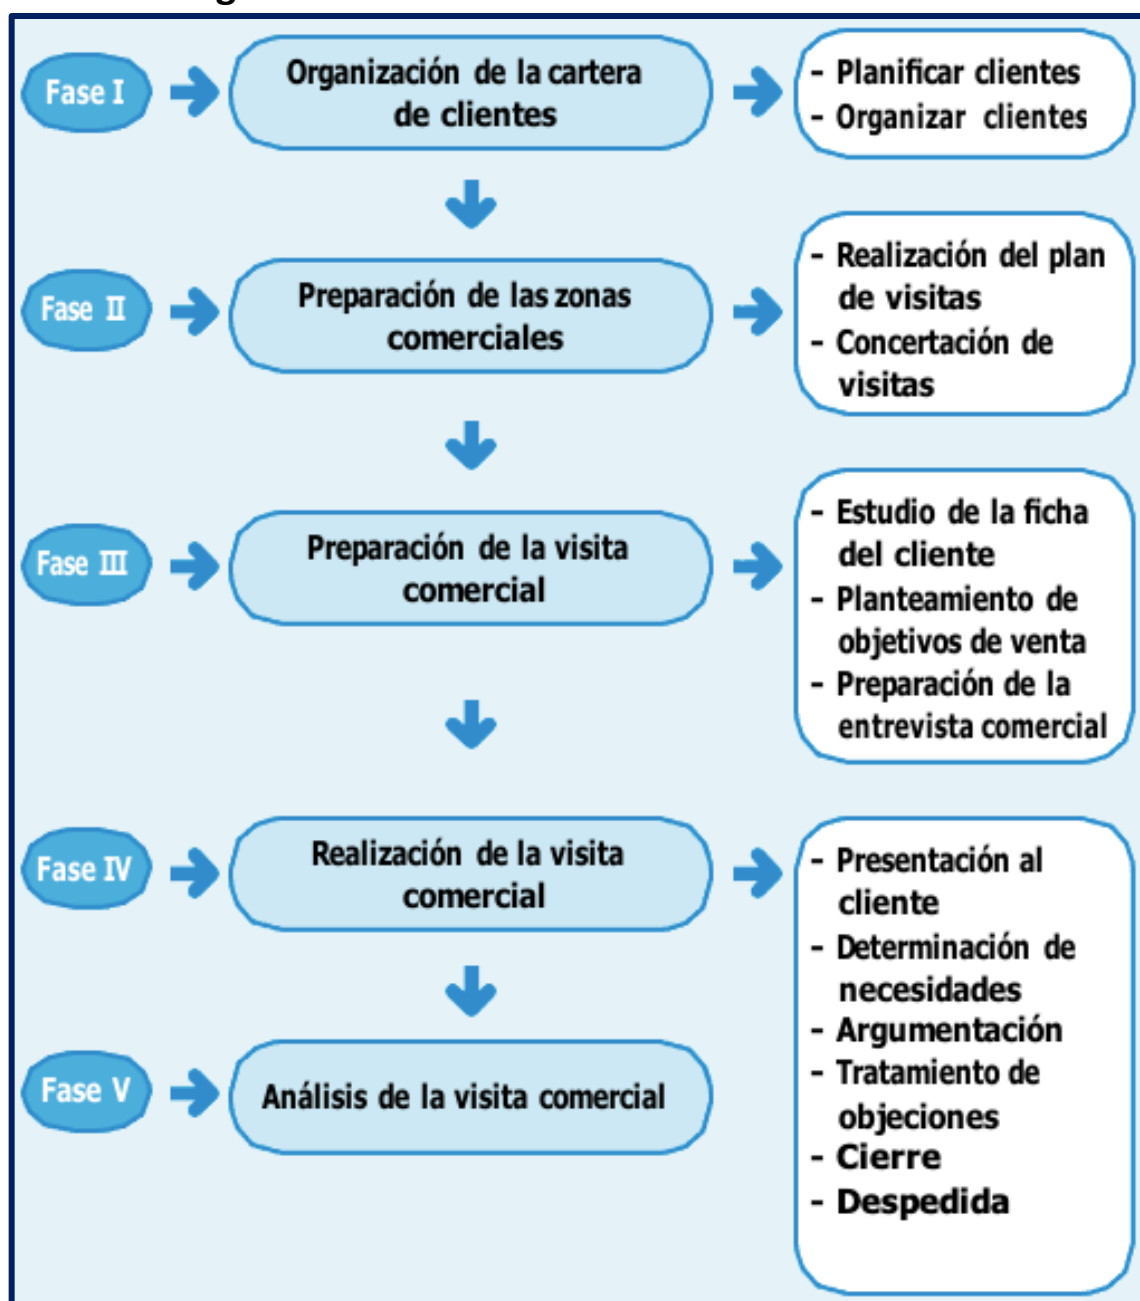 Fase I
Organización de la cartera
de clientes
- Planificar clientes
- Organizar clientes
Fase II
Preparación de las zonas
comerciales
- Realización del plan
de visitas
- Concertación de
visitas
Fase III
Preparación de la visita
comercial
- Estudio de la ficha
del cliente
- Planteamiento de
objetivos de venta
- Preparación de la
entrevista comercial
Fase IV
Realización de la visita
comercial
- Presentación al
cliente
- Determinación de
necesidades
- Argumentación
- Tratamiento de
objeciones
- Cierre
- Despedida
Fase V
Análisis de la visita comercial